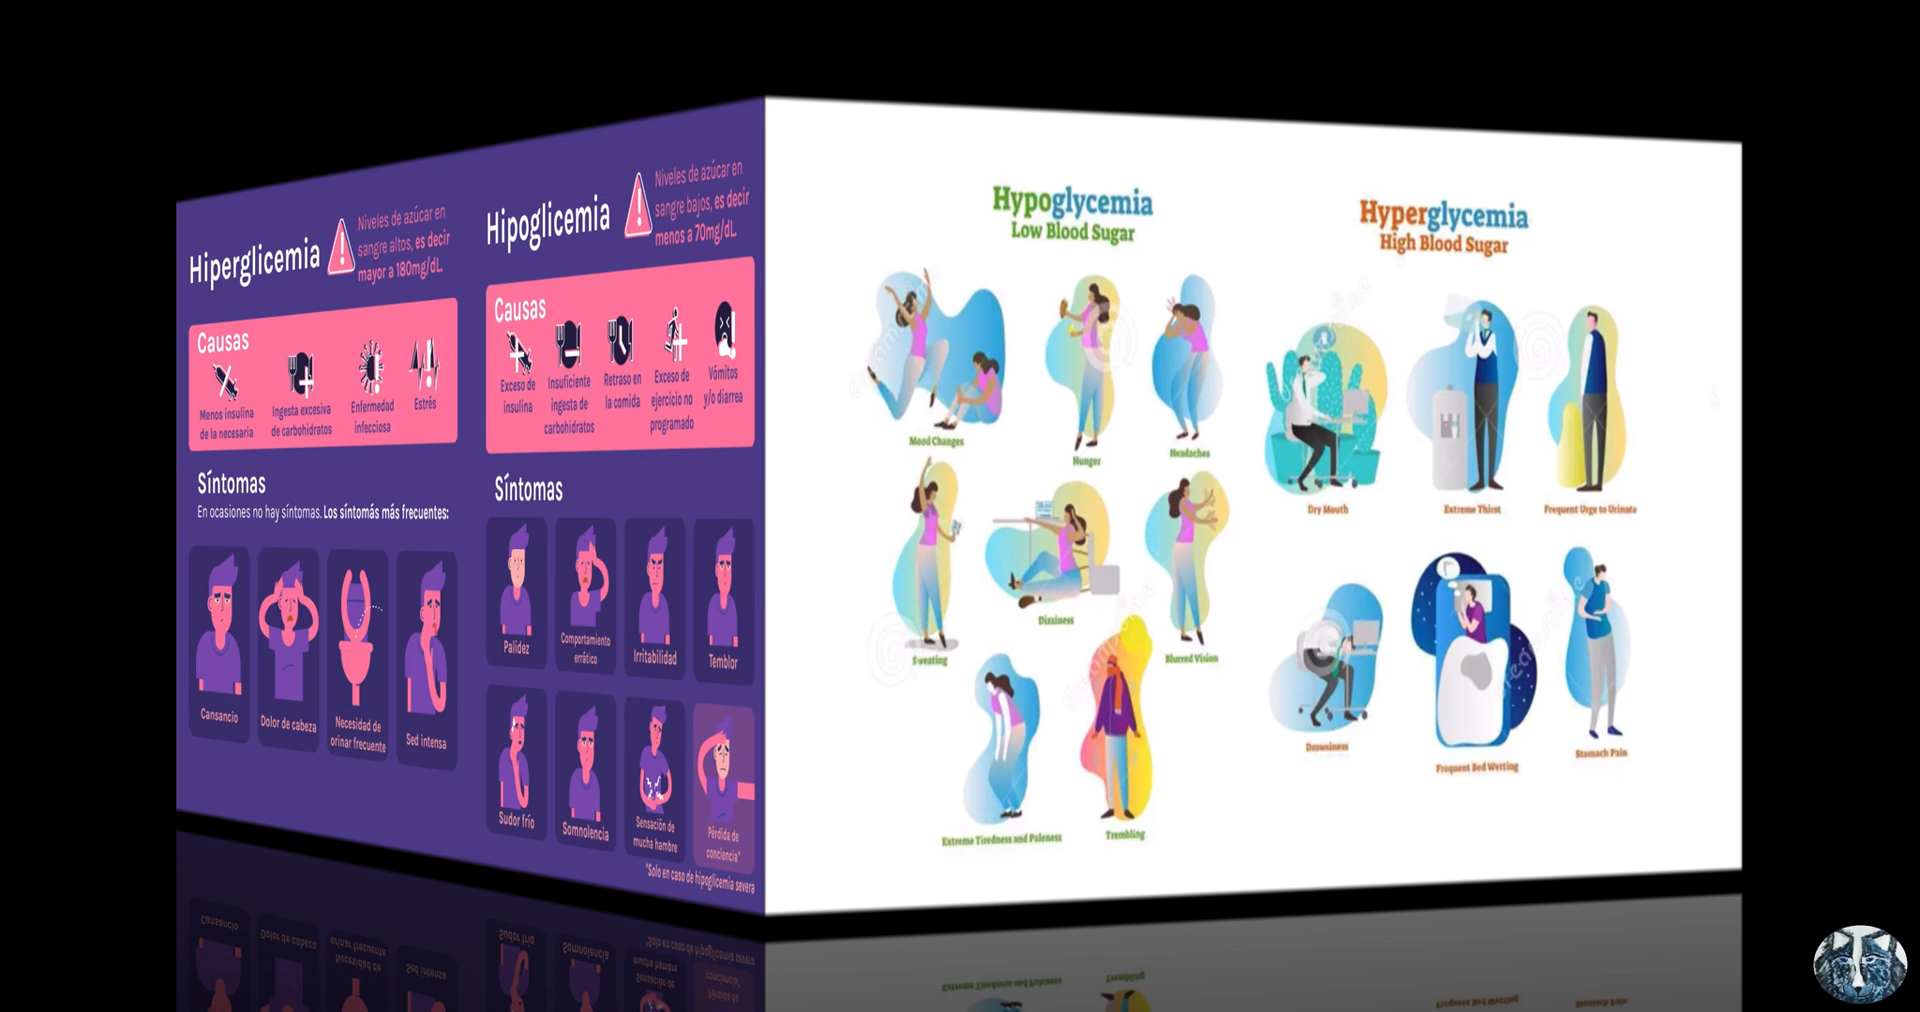 Hiperglicemia
Niveles de azúcar en
sangre altos, es decir
mayor a 180mg/dL.
Causas
Menos insulina
de la necesaria
Ingesta excesiva
de carbohidratos
Enfermedad
infecciosa
Estrés
Síntomas
En ocasiones no hay síntomas. Los síntomás más frecuentes:
Cansancio
Dolor de cabeza
Necesidad de
orinar frecuente
Sed intensa
Hipoglicemia
Niveles de azúcar en
sangre bajos, es decir
menos a 70mg/dL.
Causas
Exceso de
insulina
Insuficiente
ingesta de
carbohidratos
Retraso en
la comida
Exceso de
ejercicio no
programado
Vómitos
y/o diarrea
Síntomas
Palidez
Comportamiento
errático
Irritabilidad
Temblor
Sudor frío
Somnolencia
Sensación de
mucha hambre
Pérdida de
conciencia*
*Solo en caso de hipoglicemia severa
Hypoglycemia
Low Blood Sugar
Mood Changes
Hunger
Headaches
Sweating
Dizziness
Blurred Vision
Extreme Tiredness and Paleness
Trembling
Hyperglycemia
High Blood Sugar
Dry Mouth
Extreme Thirst
Frequent Urge to Urinate
Drowsiness
Frequent Bed Wetting
Stomach Pain